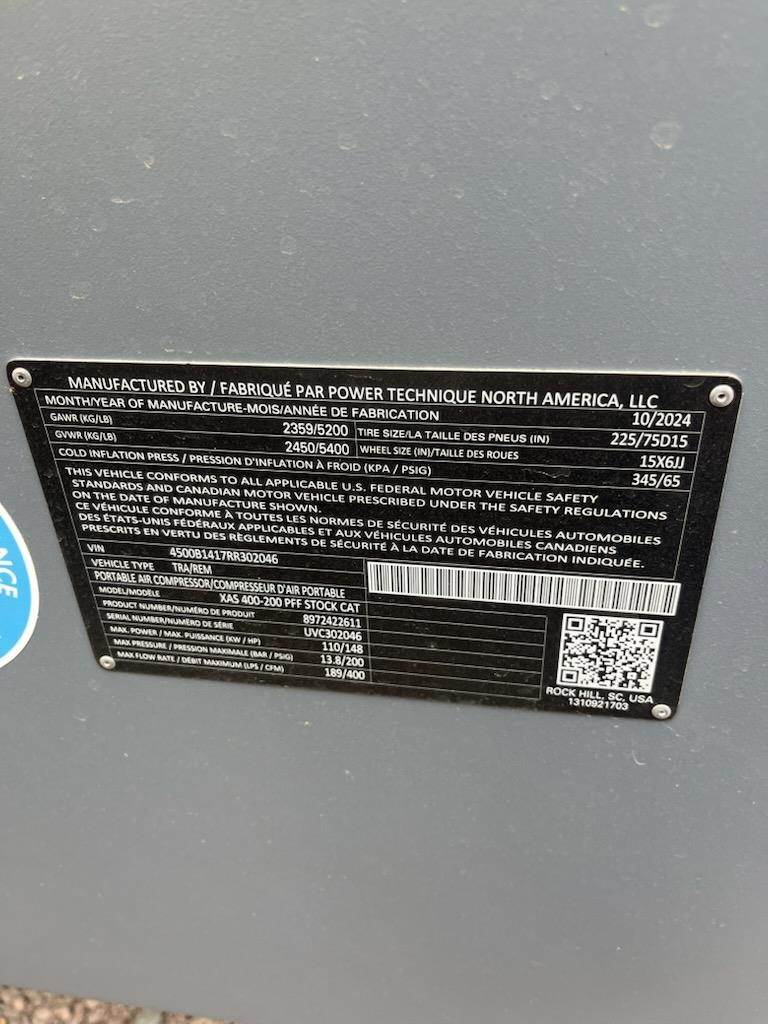 MANUFACTURED BY / FABRIQUÉ PAR POWER TECHNIQUE NORTH AMERICA, LLC
MONTH/YEAR OF MANUFACTURE-MOIS/ANNÉE DE FABRICATION 10/2024
GAWR (KG/LB) 2359/5200 TIRE SIZE/LA TAILLE DES PNEUS (IN) 225/75D15
GVWR (KG/LB) 2450/5400 WHEEL SIZE (IN)/TAILLE DES ROUES 15X6JJ
COLD INFLATION PRESS / PRESSION D'INFLATION À FROID (KPA / PSIG) 345/65
THIS VEHICLE CONFORMS TO ALL APPLICABLE U.S. FEDERAL MOTOR VEHICLE SAFETY
STANDARDS AND CANADIAN MOTOR VEHICLE PRESCRIBED UNDER THE SAFETY REGULATIONS
ON THE DATE OF MANUFACTURE SHOWN.
CE VÉHICULE CONFORME À TOUTES LES NORMES DE SÉCURITÉ DES VÉHICULES AUTOMOBILES
DES ÉTATS-UNIS FÉDÉRAUX APPLICABLES ET AUX VÉHICULES AUTOMOBILES CANADIENS
PRESCRITS EN VERTU DES RÈGLEMENTS DE SÉCURITÉ À LA DATE DE FABRICATION INDIQUÉE.
VIN 4500B1417RR302046
VEHICLE TYPE TRA/REM
PORTABLE AIR COMPRESSOR/COMPRESSEUR D'AIR PORTABLE
MODEL/MODÈLE XAS 400-200 PFF STOCK CAT
PRODUCT NUMBER/NUMÉRO DE PRODUIT 8972422611
SERIAL NUMBER/NUMÉRO DE SÉRIE UVC302046
MAX. POWER / MAX. PUISSANCE (KW / HP) 110/148
MAX PRESSURE / PRESSION MAXIMALE (BAR / PSIG) 13.8/200
MAX FLOW RATE / DÉBIT MAXIMUM (LPS / CFM) 189/400
ROCK HILL, SC, USA
1310921703
NCE